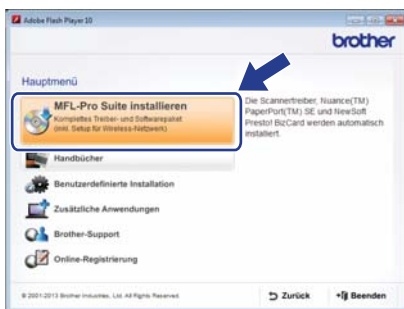 Adobe Flash Player 10
brother
Hauptmenü
MFL-Pro Suite installieren
Komplettes Treiber- und Softwarepaket
(inkl. Setup für Wireless-Netzwerk)
Die Scannertreiber, Nuance(TM)
PaperPort(TM) SE und NewSoft
Presto! BizCard werden automatisch
installiert.
Handbücher
Benutzerdefinierte Installation
Zusätzliche Anwendungen
Brother-Support
Online-Registrierung
© 2001-2013 Brother Industries, Ltd. All Rights Reserved.
Zurück
Beenden